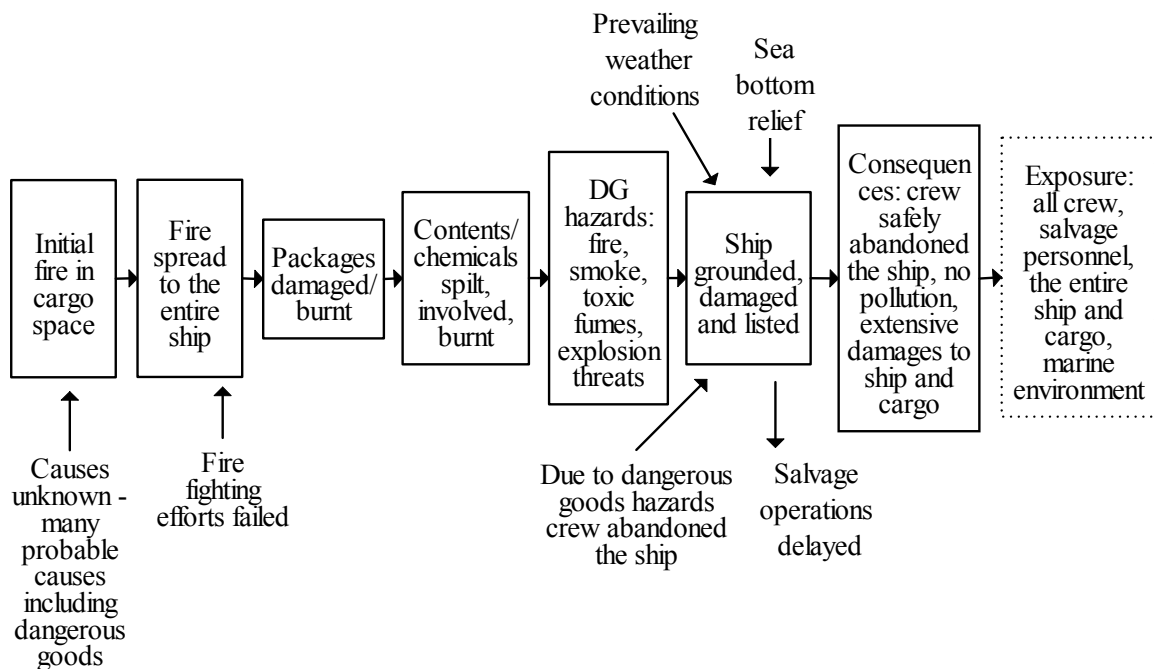 Prevailing
weather
conditions
Sea
bottom
relief
Initial
fire in
cargo
space
Fire
spread
to the
entire
ship
Packages
damaged/
burnt
Contents/
chemicals
spilt,
involved,
burnt
DG
hazards:
fire,
smoke,
toxic
fumes,
explosion
threats
Ship
grounded,
damaged
and listed
Consequen
ces: crew
safely
abandoned
the ship, no
pollution,
extensive
damages to
ship and
cargo
Exposure:
all crew,
salvage
personnel,
the entire
ship and
cargo,
marine
environment
Causes
unknown -
many
probable
causes
including
dangerous
goods
Fire
fighting
efforts failed
Due to dangerous
goods hazards
crew abandoned
the ship
Salvage
operations
delayed